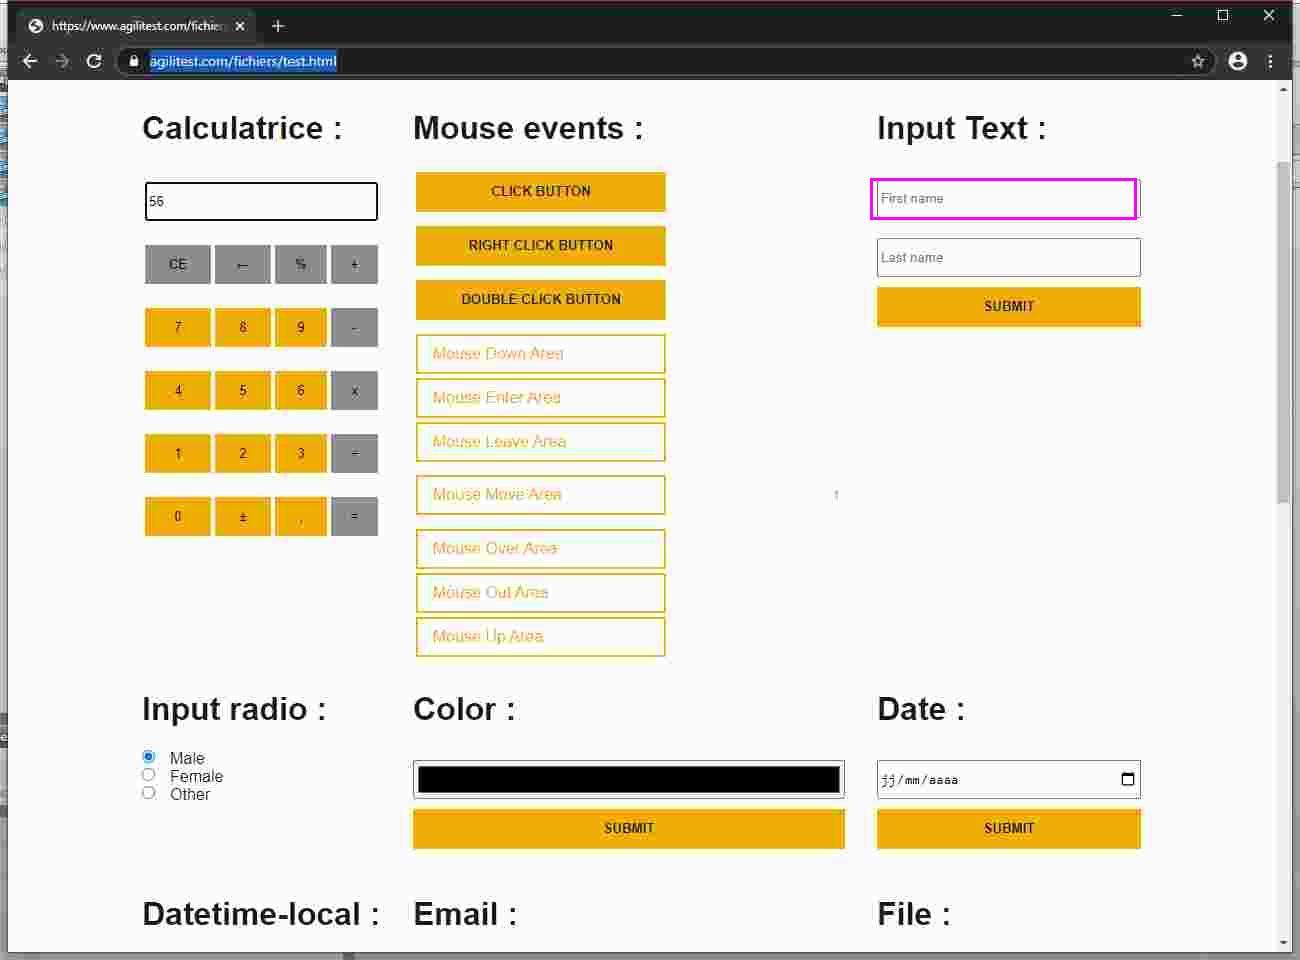 https://www.agilitest.com/fichier
agilitest.com/fichiers/test.html
Calculatrice :
Mouse events :
Input Text :
56
CE ← % +
7 8 9 -
4 5 6 x
1 2 3 ÷
0 ± , =
CLICK BUTTON
RIGHT CLICK BUTTON
DOUBLE CLICK BUTTON
Mouse Down Area
Mouse Enter Area
Mouse Leave Area
Mouse Move Area
Mouse Over Area
Mouse Out Area
Mouse Up Area
First name
Last name
SUBMIT
Input radio :
Male
Female
Other
Color :
SUBMIT
Date :
jj/mm/aaaa
SUBMIT
Datetime-local :
Email :
File :